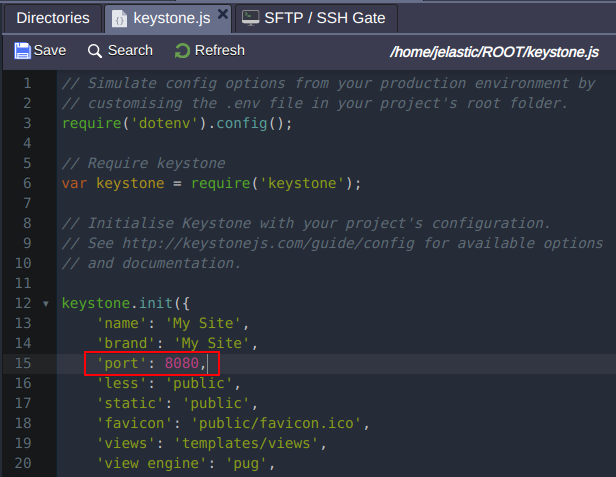 Directories keystone.js SFTP / SSH Gate
Save Search Refresh /home/jelastic/ROOT/keystone.js
1 // Simulate config options from your production environment by
2 // customising the .env file in your project's root folder.
3 require('dotenv').config();
4
5 // Require keystone
6 var keystone = require('keystone');
7
8 // Initialise Keystone with your project's configuration.
9 // See http://keystonejs.com/guide/config for available options
10 // and documentation.
11
12 keystone.init({
13 'name': 'My Site',
14 'brand': 'My Site',
15 'port': 8080,
16 'less': 'public',
17 'static': 'public',
18 'favicon': 'public/favicon.ico',
19 'views': 'templates/views',
20 'view engine': 'pug',